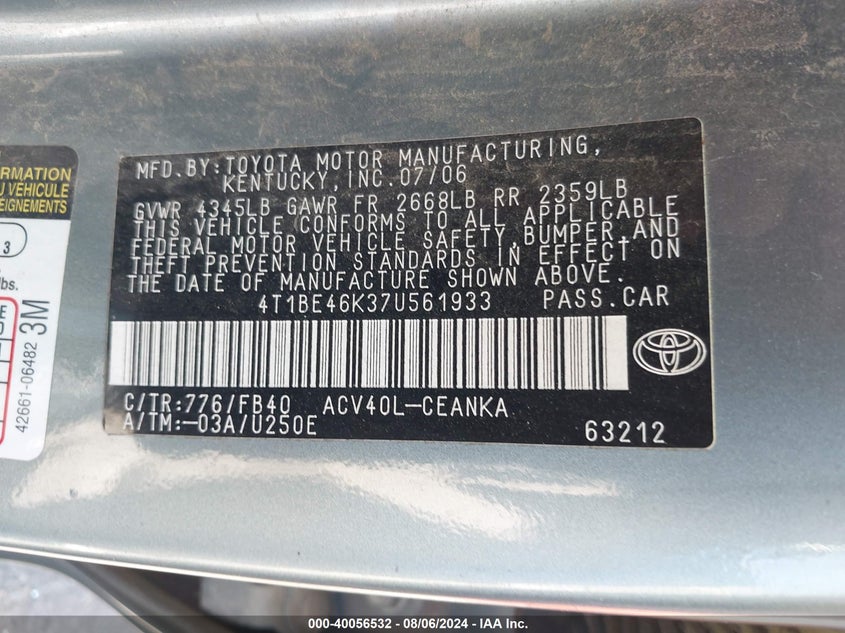 MFD.BY:TOYOTA MOTOR MANUFACTURING,
KENTUCKY,INC.07/06
GVWR 4345LB GAWR FR 2668LB RR 2359LB
THIS VEHICLE CONFORMS TO ALL APPLICABLE
FEDERAL MOTOR VEHICLE SAFETY,BUMPER,AND
THEFT PREVENTION STANDARDS IN EFFECT ON
THE DATE OF MANUFACTURE SHOWN ABOVE.
4T1BE46K37U561933 PASS.CAR
C/TR:776/FB40 ACV40L-CEANKA
A/TM:-03A/U250E 63212
VEHICULE
3
lbs.
42661-06482 3M
000-40056532 - 08/06/2024 - IAA Inc.